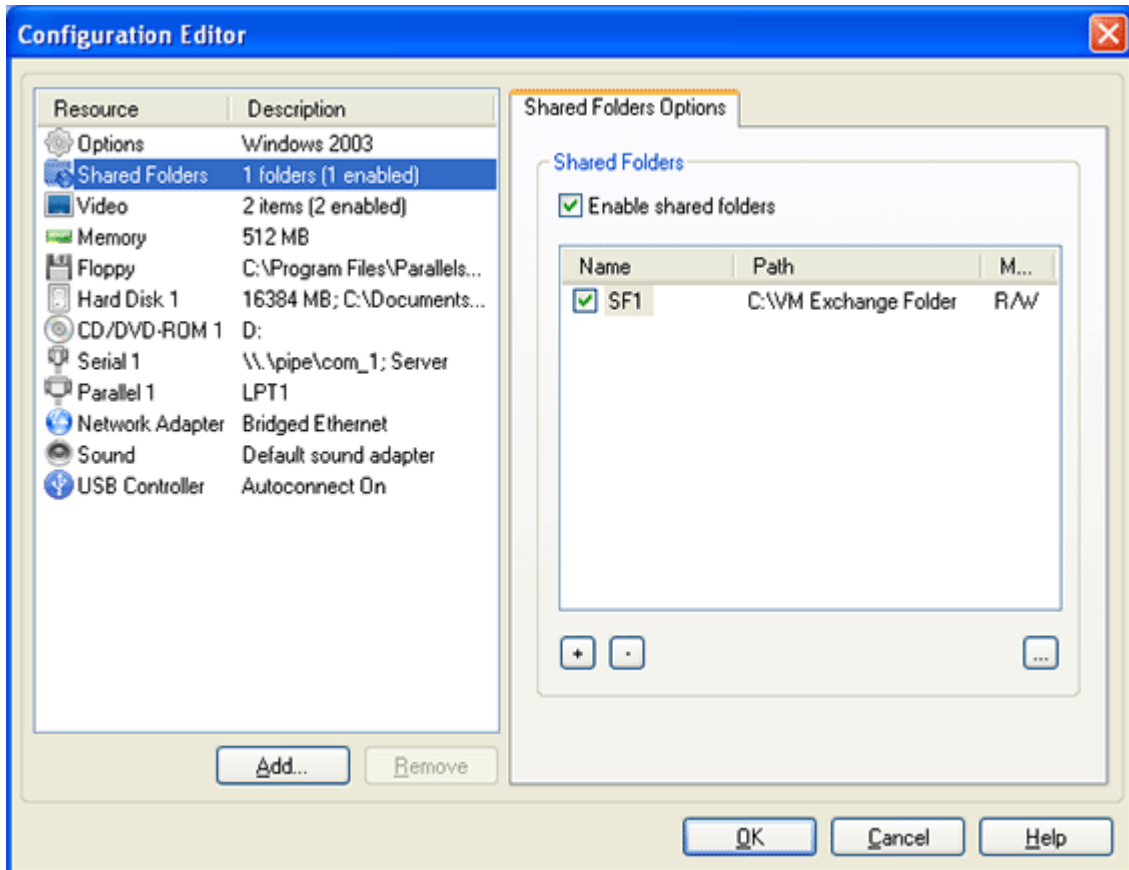 Configuration Editor
Resource Description
Options Windows 2003
Shared Folders 1 folders (1 enabled)
Video 2 items (2 enabled)
Memory 512 MB
Floppy C:\Program Files\Parallels...
Hard Disk 1 16384 MB; C:\Documents...
CD/DVD-ROM 1 D:
Serial 1 \\.\pipe\com_1; Server
Parallel 1 LPT1
Network Adapter Bridged Ethernet
Sound Default sound adapter
USB Controller Autoconnect On
Add... Remove
Shared Folders Options
Shared Folders
Enable shared folders
Name Path M...
SF1 C:\VM Exchange Folder R/W
+ - ...
OK Cancel Help